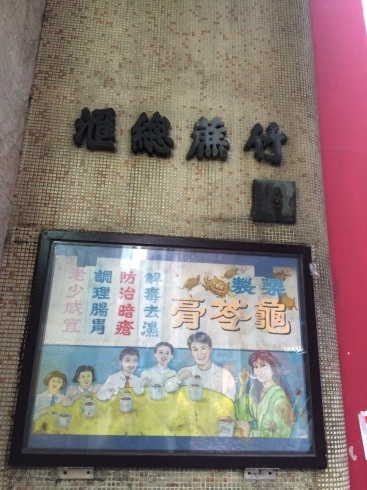 竹蔗總滙
藥製
龜苓膏
解毒去濕
防治暗瘡
調理腸胃
老少咸宜